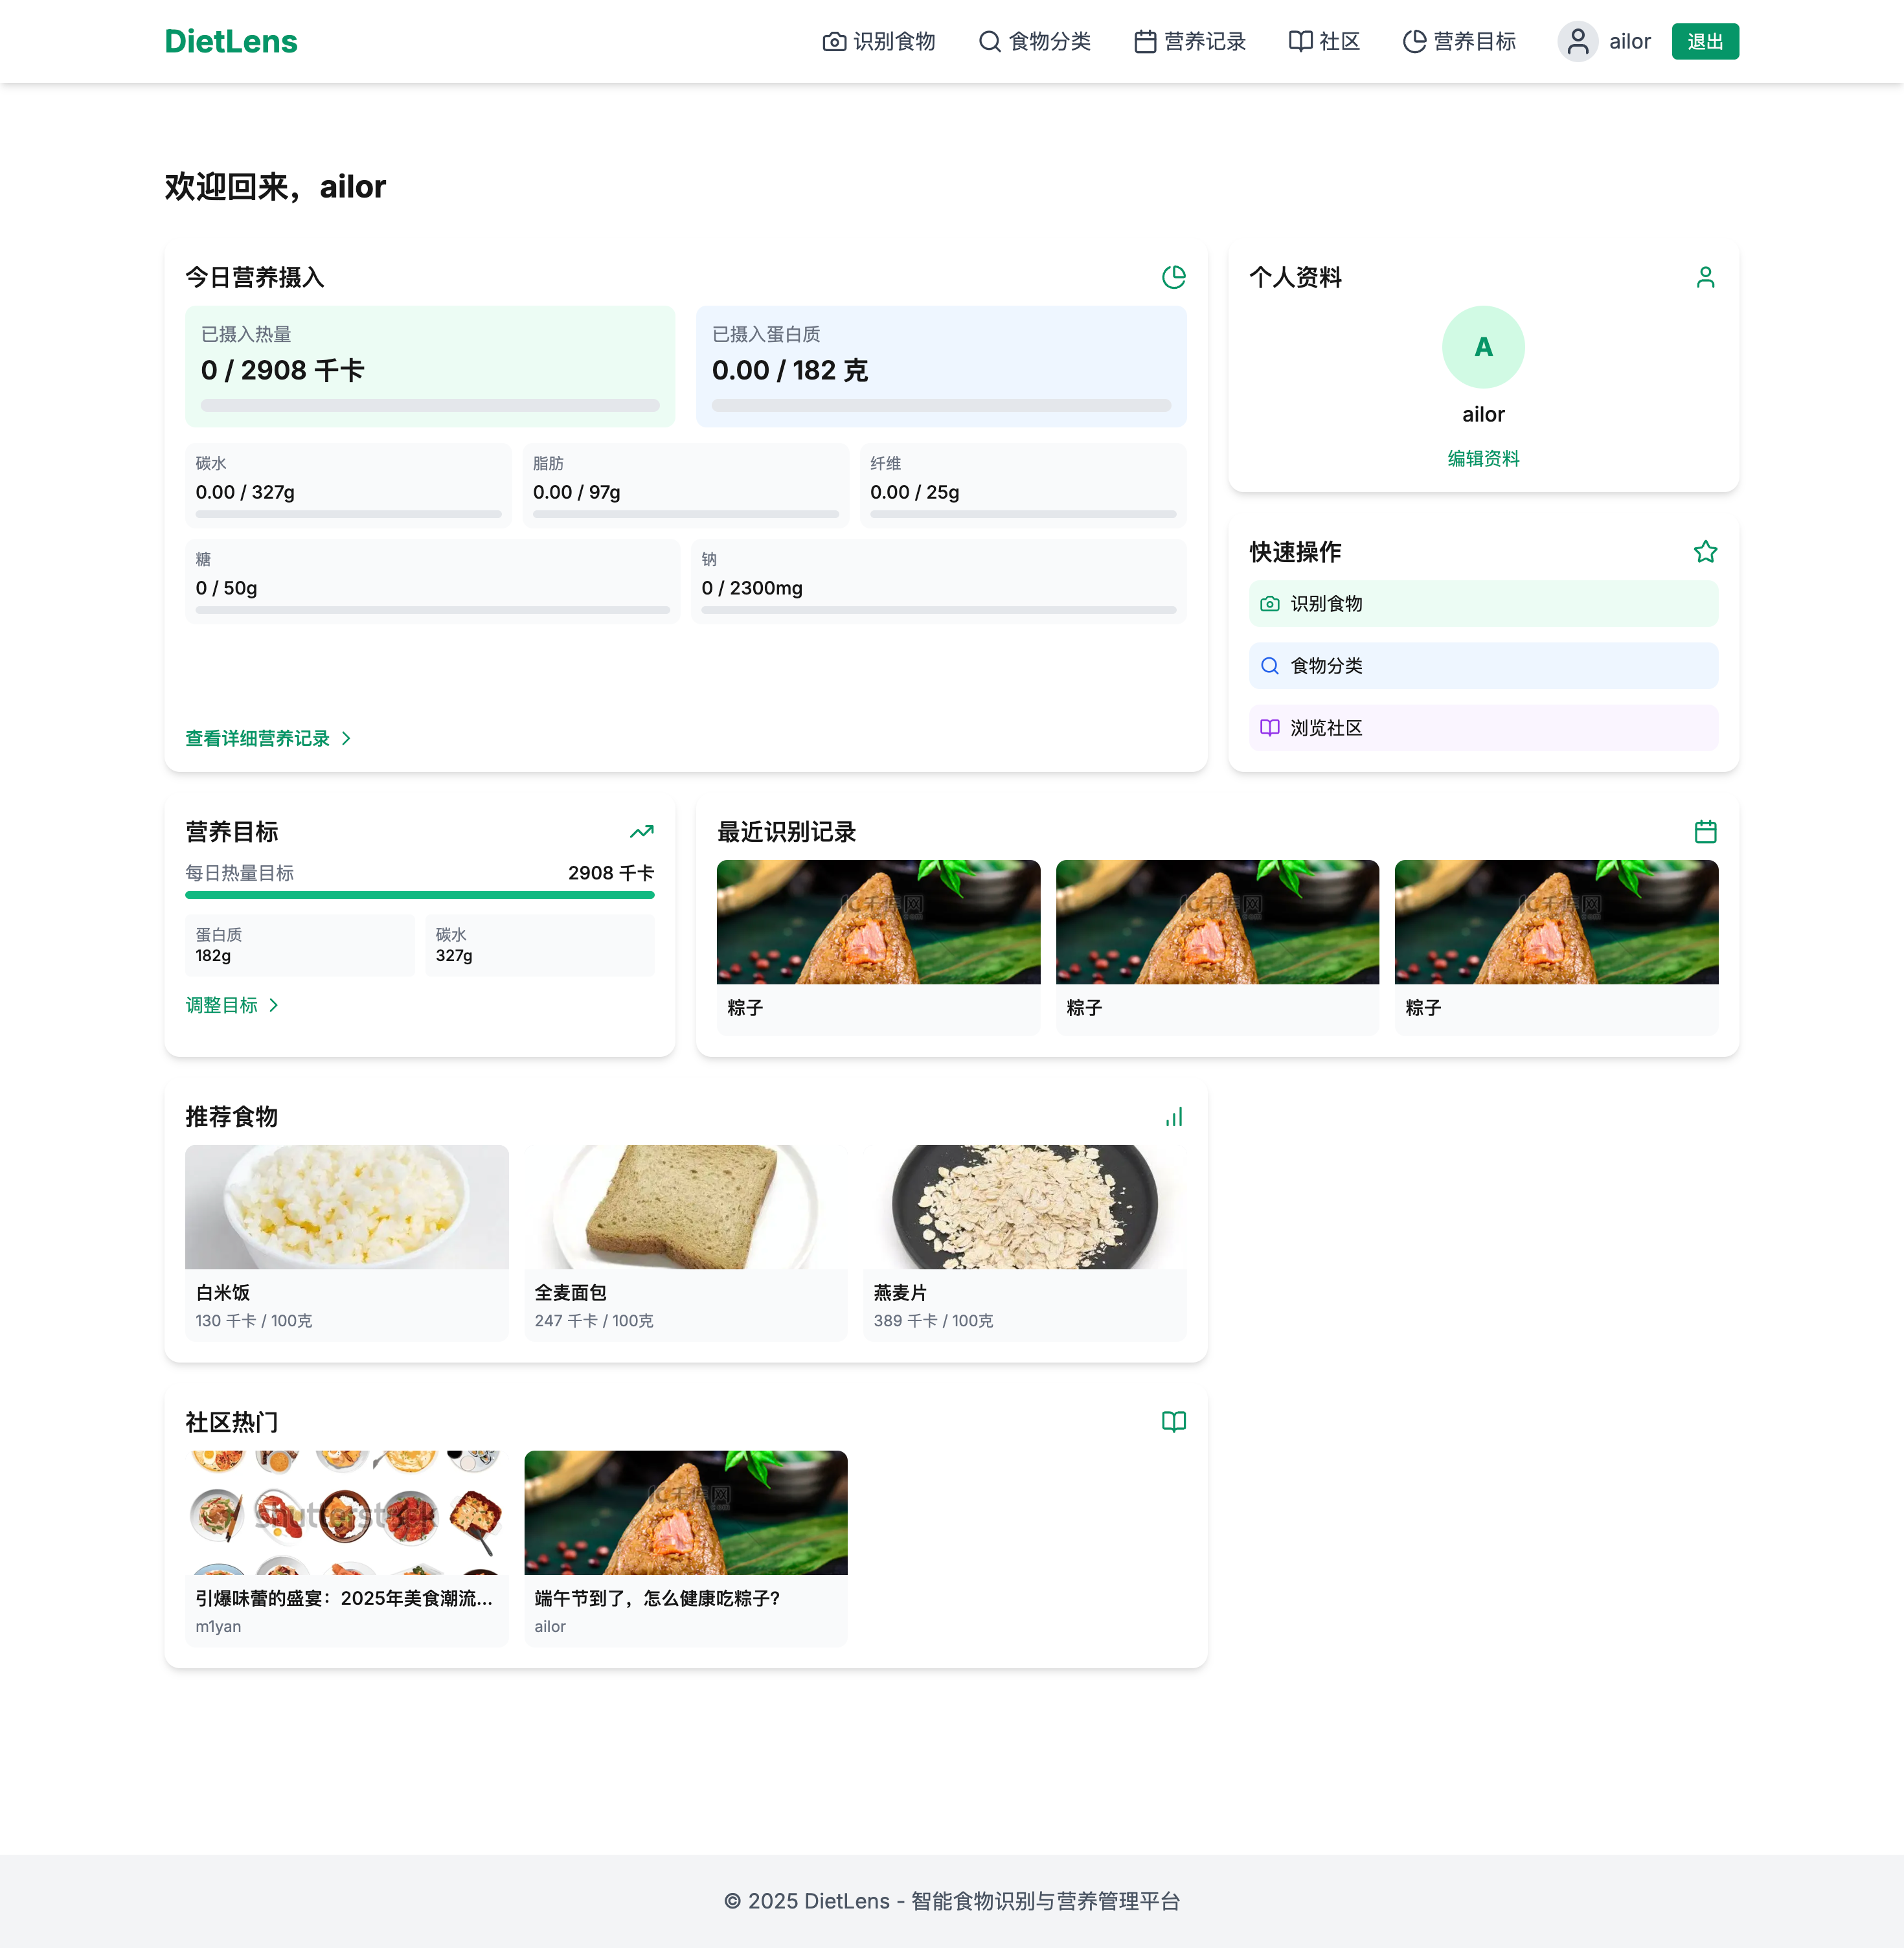 DietLens
识别食物
食物分类
营养记录
社区
营养目标
ailor
退出
欢迎回来，ailor
今日营养摄入
已摄入热量
0 / 2908 千卡
已摄入蛋白质
0.00 / 182 克
碳水
0.00 / 327g
脂肪
0.00 / 97g
纤维
0.00 / 25g
糖
0 / 50g
钠
0 / 2300mg
查看详细营养记录
个人资料
A
ailor
编辑资料
快速操作
识别食物
食物分类
浏览社区
营养目标
每日热量目标
2908 千卡
蛋白质
182g
碳水
327g
调整目标
最近识别记录
粽子
粽子
粽子
推荐食物
白米饭
130 千卡 / 100克
全麦面包
247 千卡 / 100克
燕麦片
389 千卡 / 100克
社区热门
shutterstock
引爆味蕾的盛宴：2025年美食潮流...
m1yan
端午节到了，怎么健康吃粽子？
ailor
© 2025 DietLens - 智能食物识别与营养管理平台